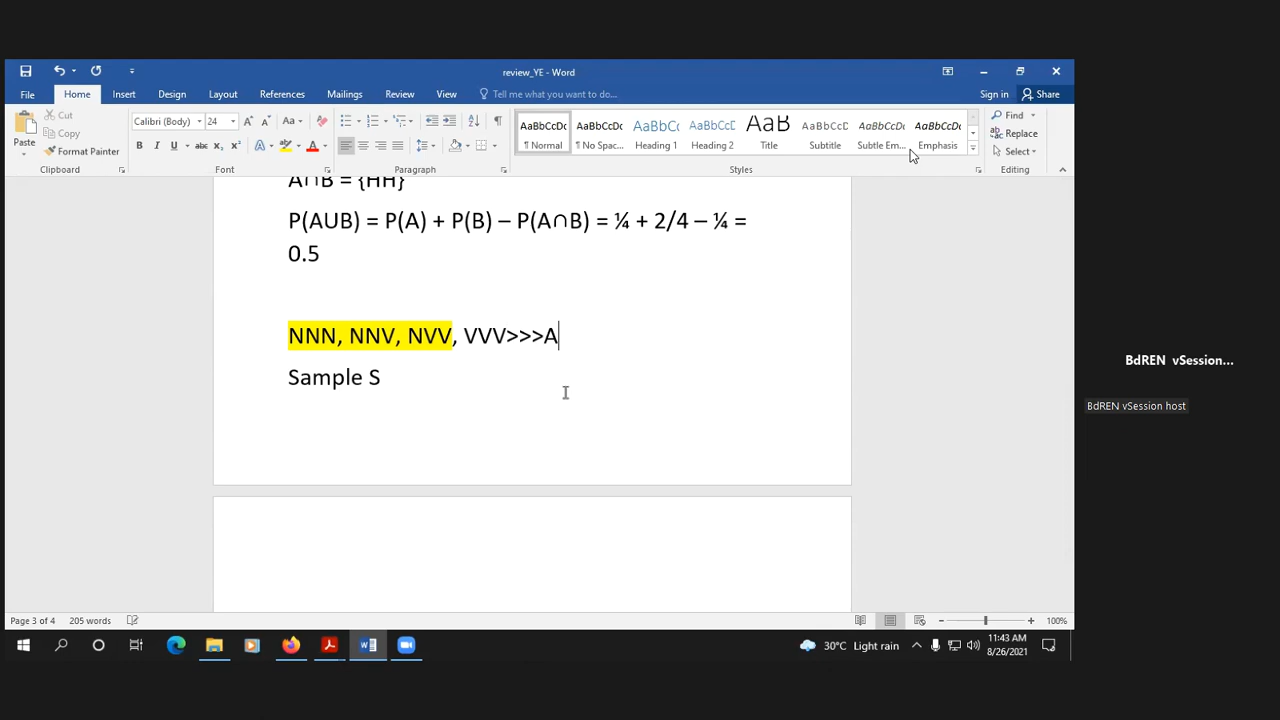 review_YE - Word
File Home Insert Design Layout References Mailings Review View Tell me what you want to do... Sign in Share
Cut
Copy
Format Painter
Paste
Clipboard
Calibri (Body) 24
Font
Paragraph
AaBbCcDc AaBbCcDc AaBbC( AaBbCcE AaB AaBbCcD AaBbCcDc AaBbCcDc
¶ Normal ¶ No Spac... Heading 1 Heading 2 Title Subtitle Subtle Em... Emphasis
Styles
Find
Replace
Select
Editing
A∩B = {HH}
P(AUB) = P(A) + P(B) – P(A∩B) = ¼ + 2/4 – ¼ =
0.5
NNN, NNV, NVV, VVV>>>A
Sample S
BdREN vSession...
BdREN vSession host
Page 3 of 4 205 words 100%
30°C Light rain 11:43 AM
8/26/2021